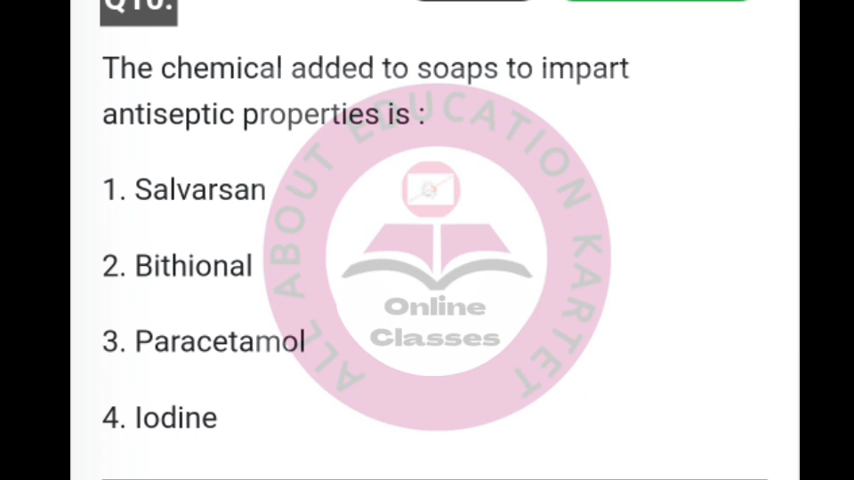 Q10.
The chemical added to soaps to impart
antiseptic properties is :
1. Salvarsan
2. Bithional
3. Paracetamol
4. Iodine
ALL ABOUT EDUCATION KARTET
Online
Classes